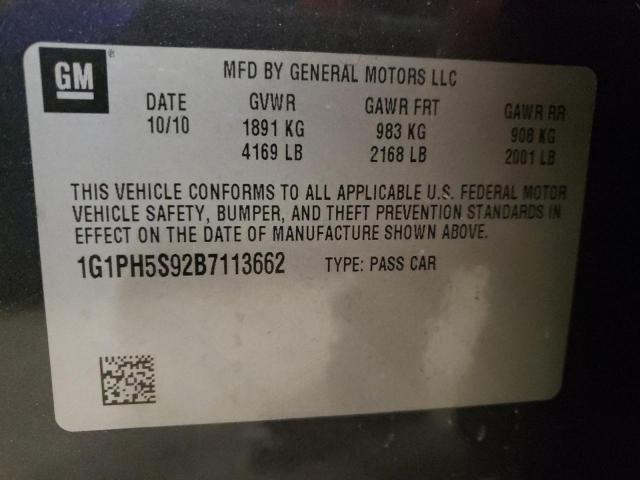 GM®
MFD BY GENERAL MOTORS LLC
DATE GVWR GAWR FRT GAWR RR
10/10 1891 KG 983 KG 908 KG
4169 LB 2168 LB 2001 LB
THIS VEHICLE CONFORMS TO ALL APPLICABLE U.S. FEDERAL MOTOR
VEHICLE SAFETY, BUMPER, AND THEFT PREVENTION STANDARDS IN
EFFECT ON THE DATE OF MANUFACTURE SHOWN ABOVE.
1G1PH5S92B7113662 TYPE: PASS CAR